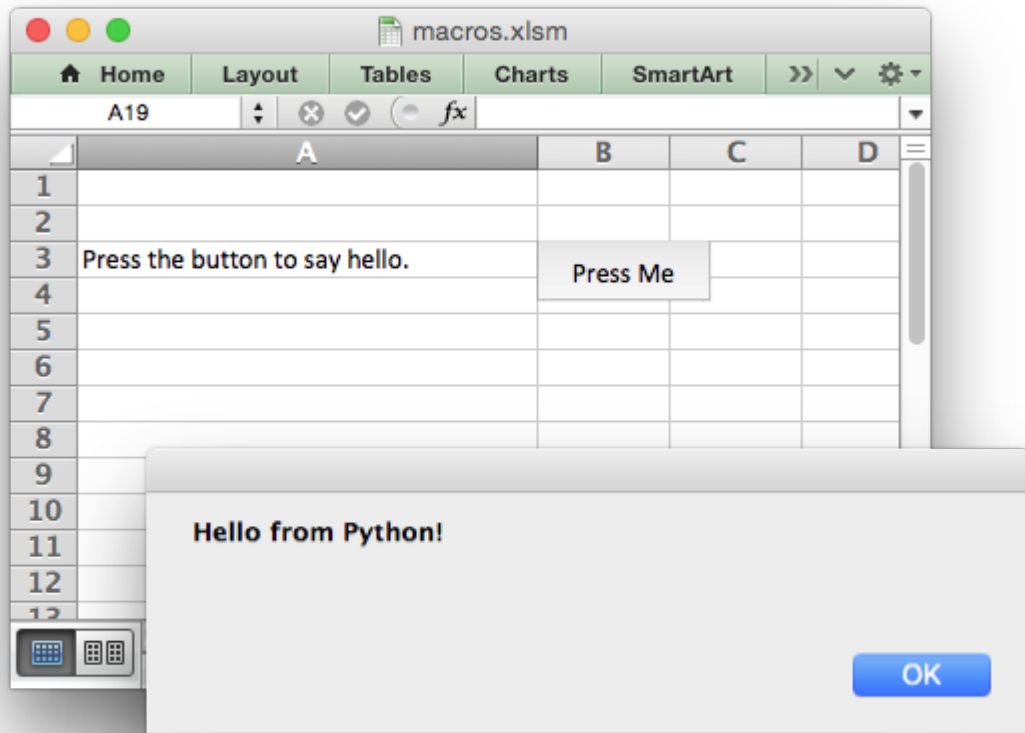 macros.xlsm
Home Layout Tables Charts SmartArt
A19 fx
A B C D
1
2
3 Press the button to say hello. Press Me
4
5
6
7
8
9
10
11
12
13
Hello from Python!
OK